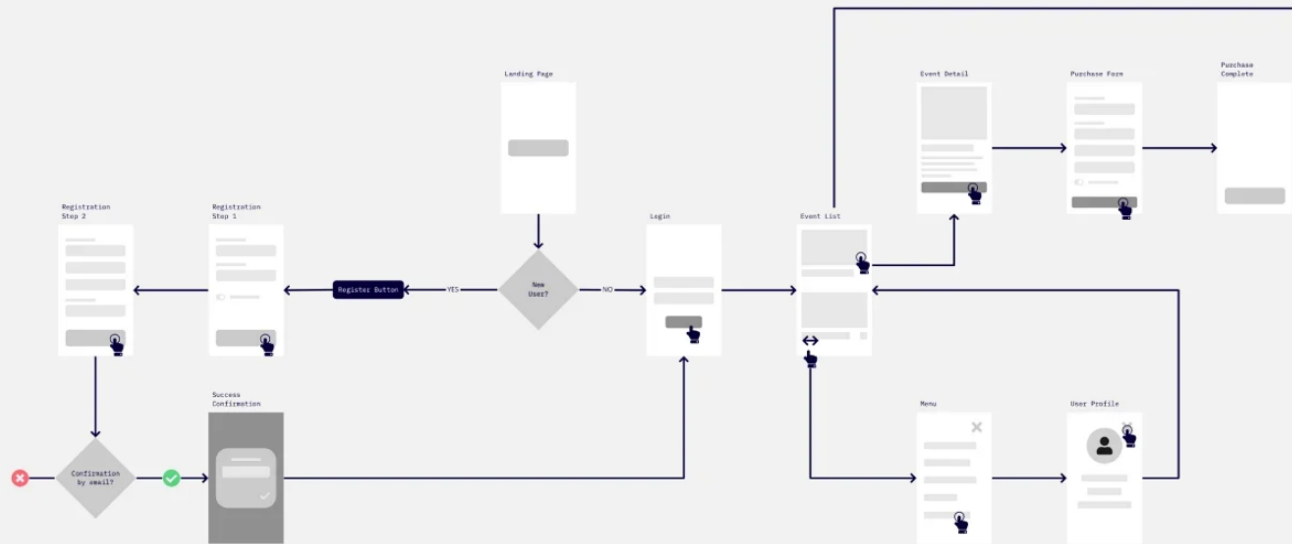 Landing Page
Event Detail
Purchase Form
Purchase
Complete
Registration
Step 2
Registration
Step 1
Login
Event List
Register Button
YES
New
User?
NO
Success
Confirmation
Menu
User Profile
Confirmation
by email?